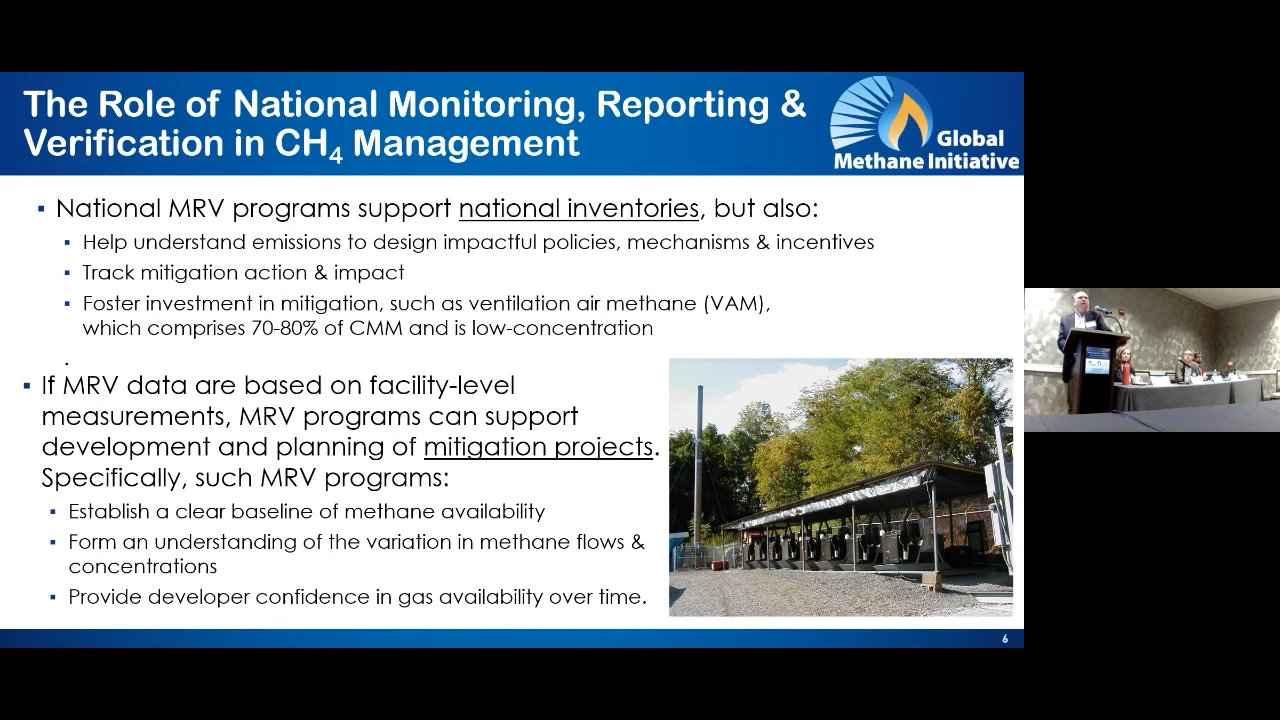 The Role of National Monitoring, Reporting &
Verification in CH₄ Management
Global
Methane Initiative
▪ National MRV programs support national inventories, but also:
▪ Help understand emissions to design impactful policies, mechanisms & incentives
▪ Track mitigation action & impact
▪ Foster investment in mitigation, such as ventilation air methane (VAM),
which comprises 70-80% of CMM and is low-concentration
.
▪ If MRV data are based on facility-level
measurements, MRV programs can support
development and planning of mitigation projects.
Specifically, such MRV programs:
▪ Establish a clear baseline of methane availability
▪ Form an understanding of the variation in methane flows &
concentrations
▪ Provide developer confidence in gas availability over time.
6